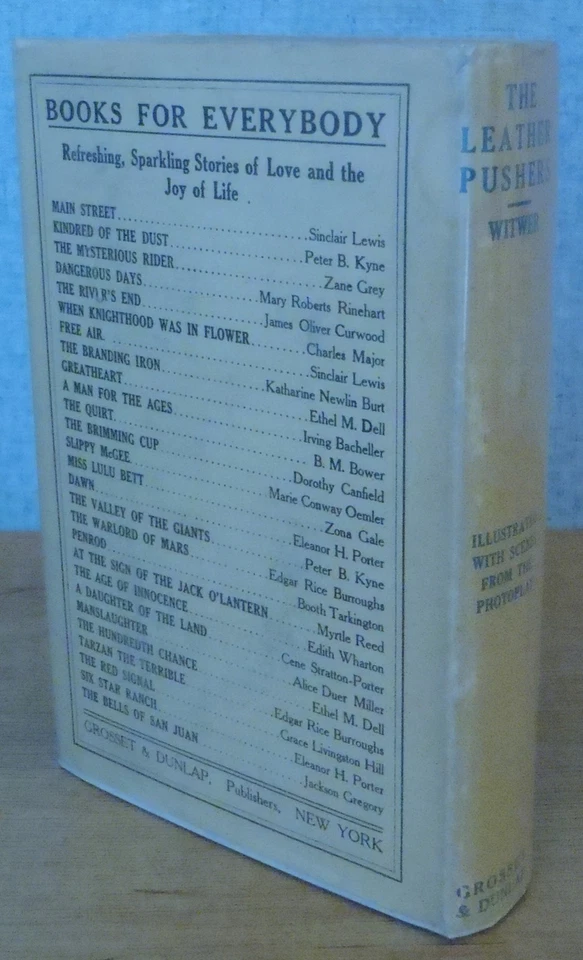 BOOKS FOR EVERYBODY
Refreshing, Sparkling Stories of Love and the
Joy of Life
MAIN STREET Sinclair Lewis
KINDRED OF THE DUST Peter B. Kyne
THE MYSTERIOUS RIDER Zane Grey
DANGEROUS DAYS Mary Roberts Rinehart
THE RIVER'S END James Oliver Curwood
WHEN KNIGHTHOOD WAS IN FLOWER Charles Major
FREE AIR Sinclair Lewis
THE BRANDING IRON Katharine Newlin Burt
GREATHEART Ethel M. Dell
A MAN FOR THE AGES Irving Bacheller
THE QUIRT B. M. Bower
THE BRIMMING CUP Dorothy Canfield
SLIPPY McGEE Marie Conway Oemler
MISS LULU BETT Zona Gale
DAWN Eleanor H. Porter
THE VALLEY OF THE GIANTS Peter B. Kyne
THE WARLORD OF MARS Edgar Rice Burroughs
PENROD Booth Tarkington
AT THE SIGN OF THE JACK O'LANTERN Myrtle Reed
THE AGE OF INNOCENCE Edith Wharton
A DAUGHTER OF THE LAND Gene Stratton-Porter
MANSLAUGHTER Alice Duer Miller
THE HUNDREDTH CHANCE Ethel M. Dell
TARZAN THE TERRIBLE Edgar Rice Burroughs
THE RED SIGNAL Grace Livingston Hill
SIX STAR RANCH Eleanor H. Porter
THE BELLS OF SAN JUAN Jackson Gregory
GROSSET & DUNLAP, Publishers, NEW YORK
THE
LEATHER
PUSHERS
WITWER
ILLUSTRATED
WITH SCENES
FROM THE
PHOTOPLAY
GROSSET
& DUNLAP